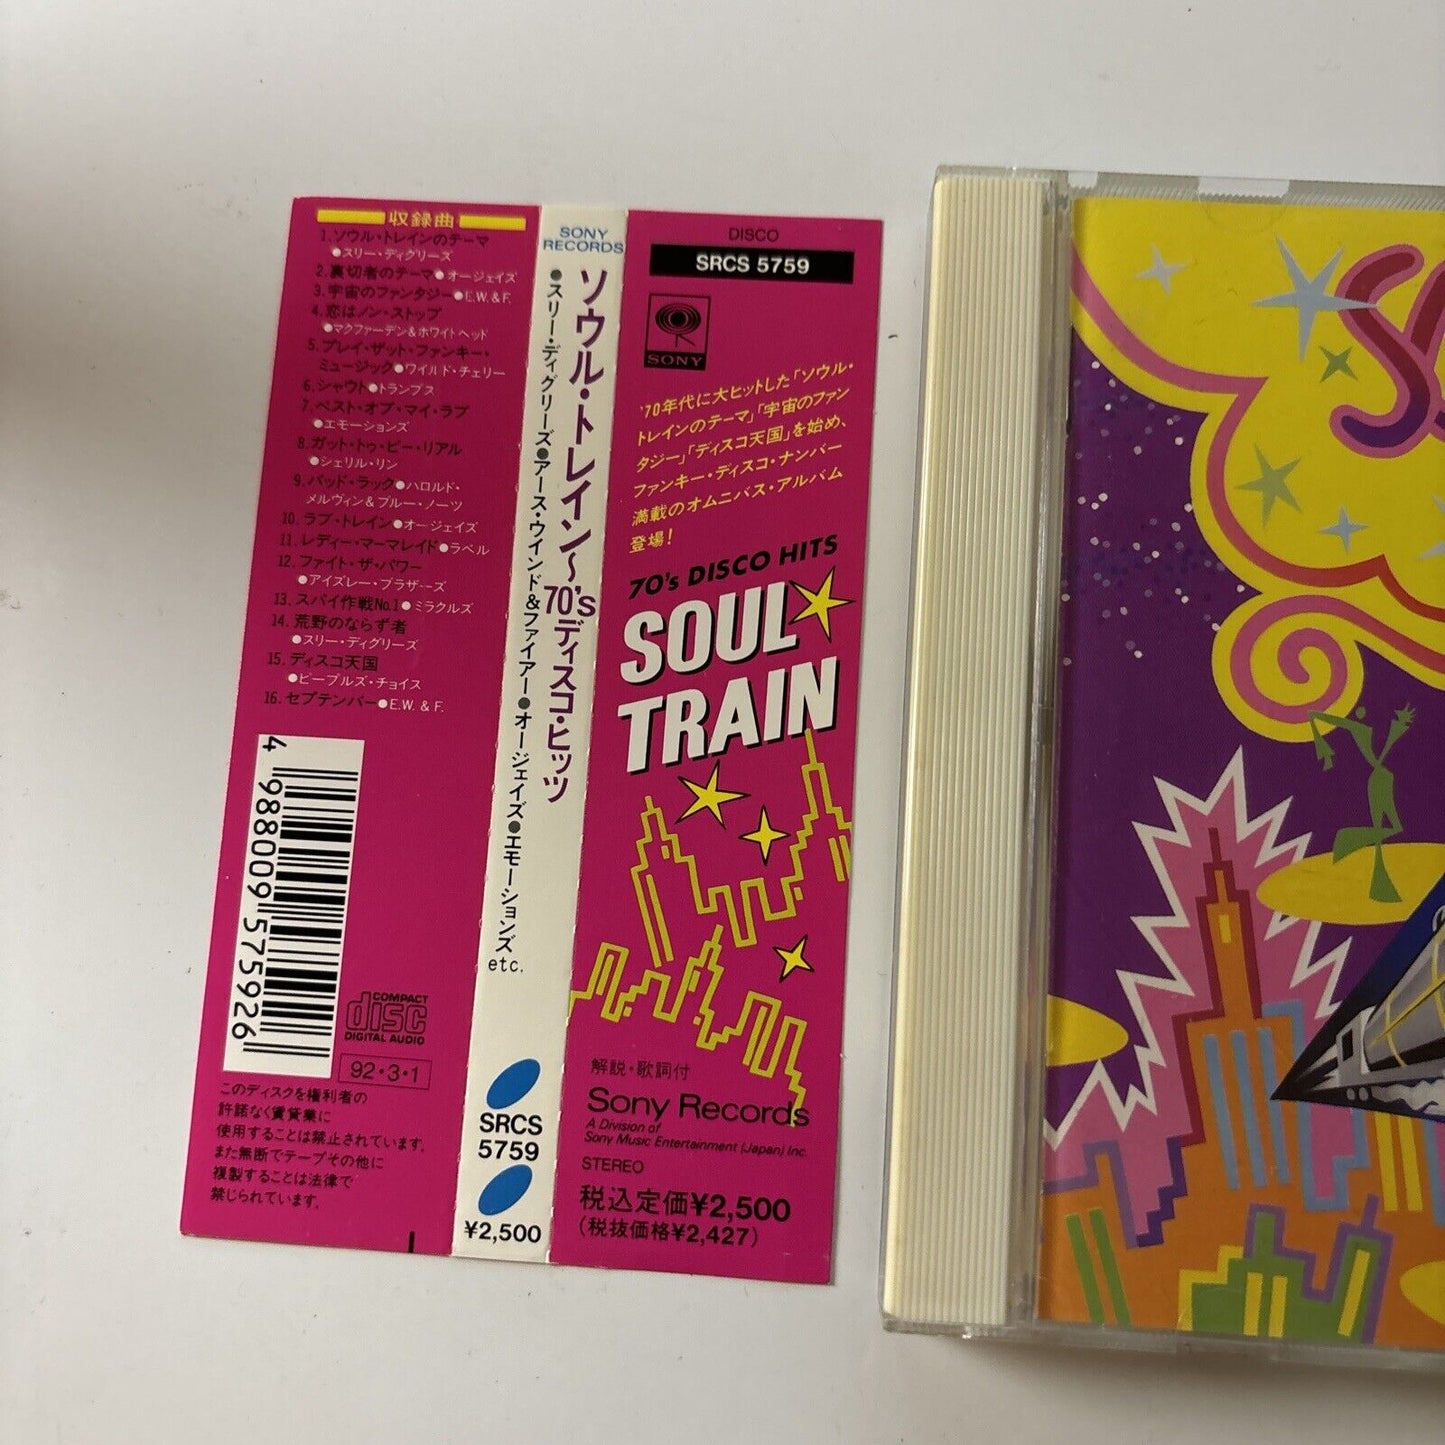 収録曲
1.ソウル・トレインのテーマ
●スリー・ディグリーズ
2.裏切者のテーマ●オージェイズ
3.宇宙のファンタジー●E.W.&F.
4.恋はノン・ストップ
●マクファーデン&ホワイトヘッド
5.プレイ・ザット・ファンキー・
ミュージック●ワイルド・チェリー
6.シャウト●トランプス
7.ベスト・オブ・マイ・ラブ
●エモーションズ
8.ガット・トゥ・ビー・リアル
●シェリル・リン
9.バッド・ラック●ハロルド・
メルヴィン&ブルー・ノーツ
10.ラブ・トレイン●オージェイズ
11.レディー・マーマレイド●ラベル
12.ファイト・ザ・パワー
●アイズレー・ブラザーズ
13.スパイ作戦No.1●ミラクルズ
14.荒野のならず者
●スリー・ディグリーズ
15.ディスコ天国
●ピープルズ・チョイス
16.セプテンバー●E.W.&F.
4 988009 575926
COMPACT
disc
DIGITAL AUDIO
92・3・1
このディスクを権利者の
許諾なく賃貸業に
使用することは禁止されています。
また無断でテープその他に
複製することは法律で
禁じられています。
SONY
RECORDS
ソウル・トレイン〜70'sディスコ・ヒッツ
●スリー・ディグリーズ●アース・ウインド&ファイアー●オージェイズ●エモーションズ
etc.
SRCS
5759
¥2,500
DISCO
SRCS 5759
SONY
'70年代に大ヒットした「ソウル・
トレインのテーマ」「宇宙のファン
タジー」「ディスコ天国」を始め、
ファンキー・ディスコ・ナンバー
満載のオムニバス・アルバム
登場!
70's DISCO HITS
SOUL
TRAIN
解説・歌詞付
Sony Records
A Division of
Sony Music Entertainment (Japan) Inc.
STEREO
税込定価¥2,500
(税抜価格¥2,427)